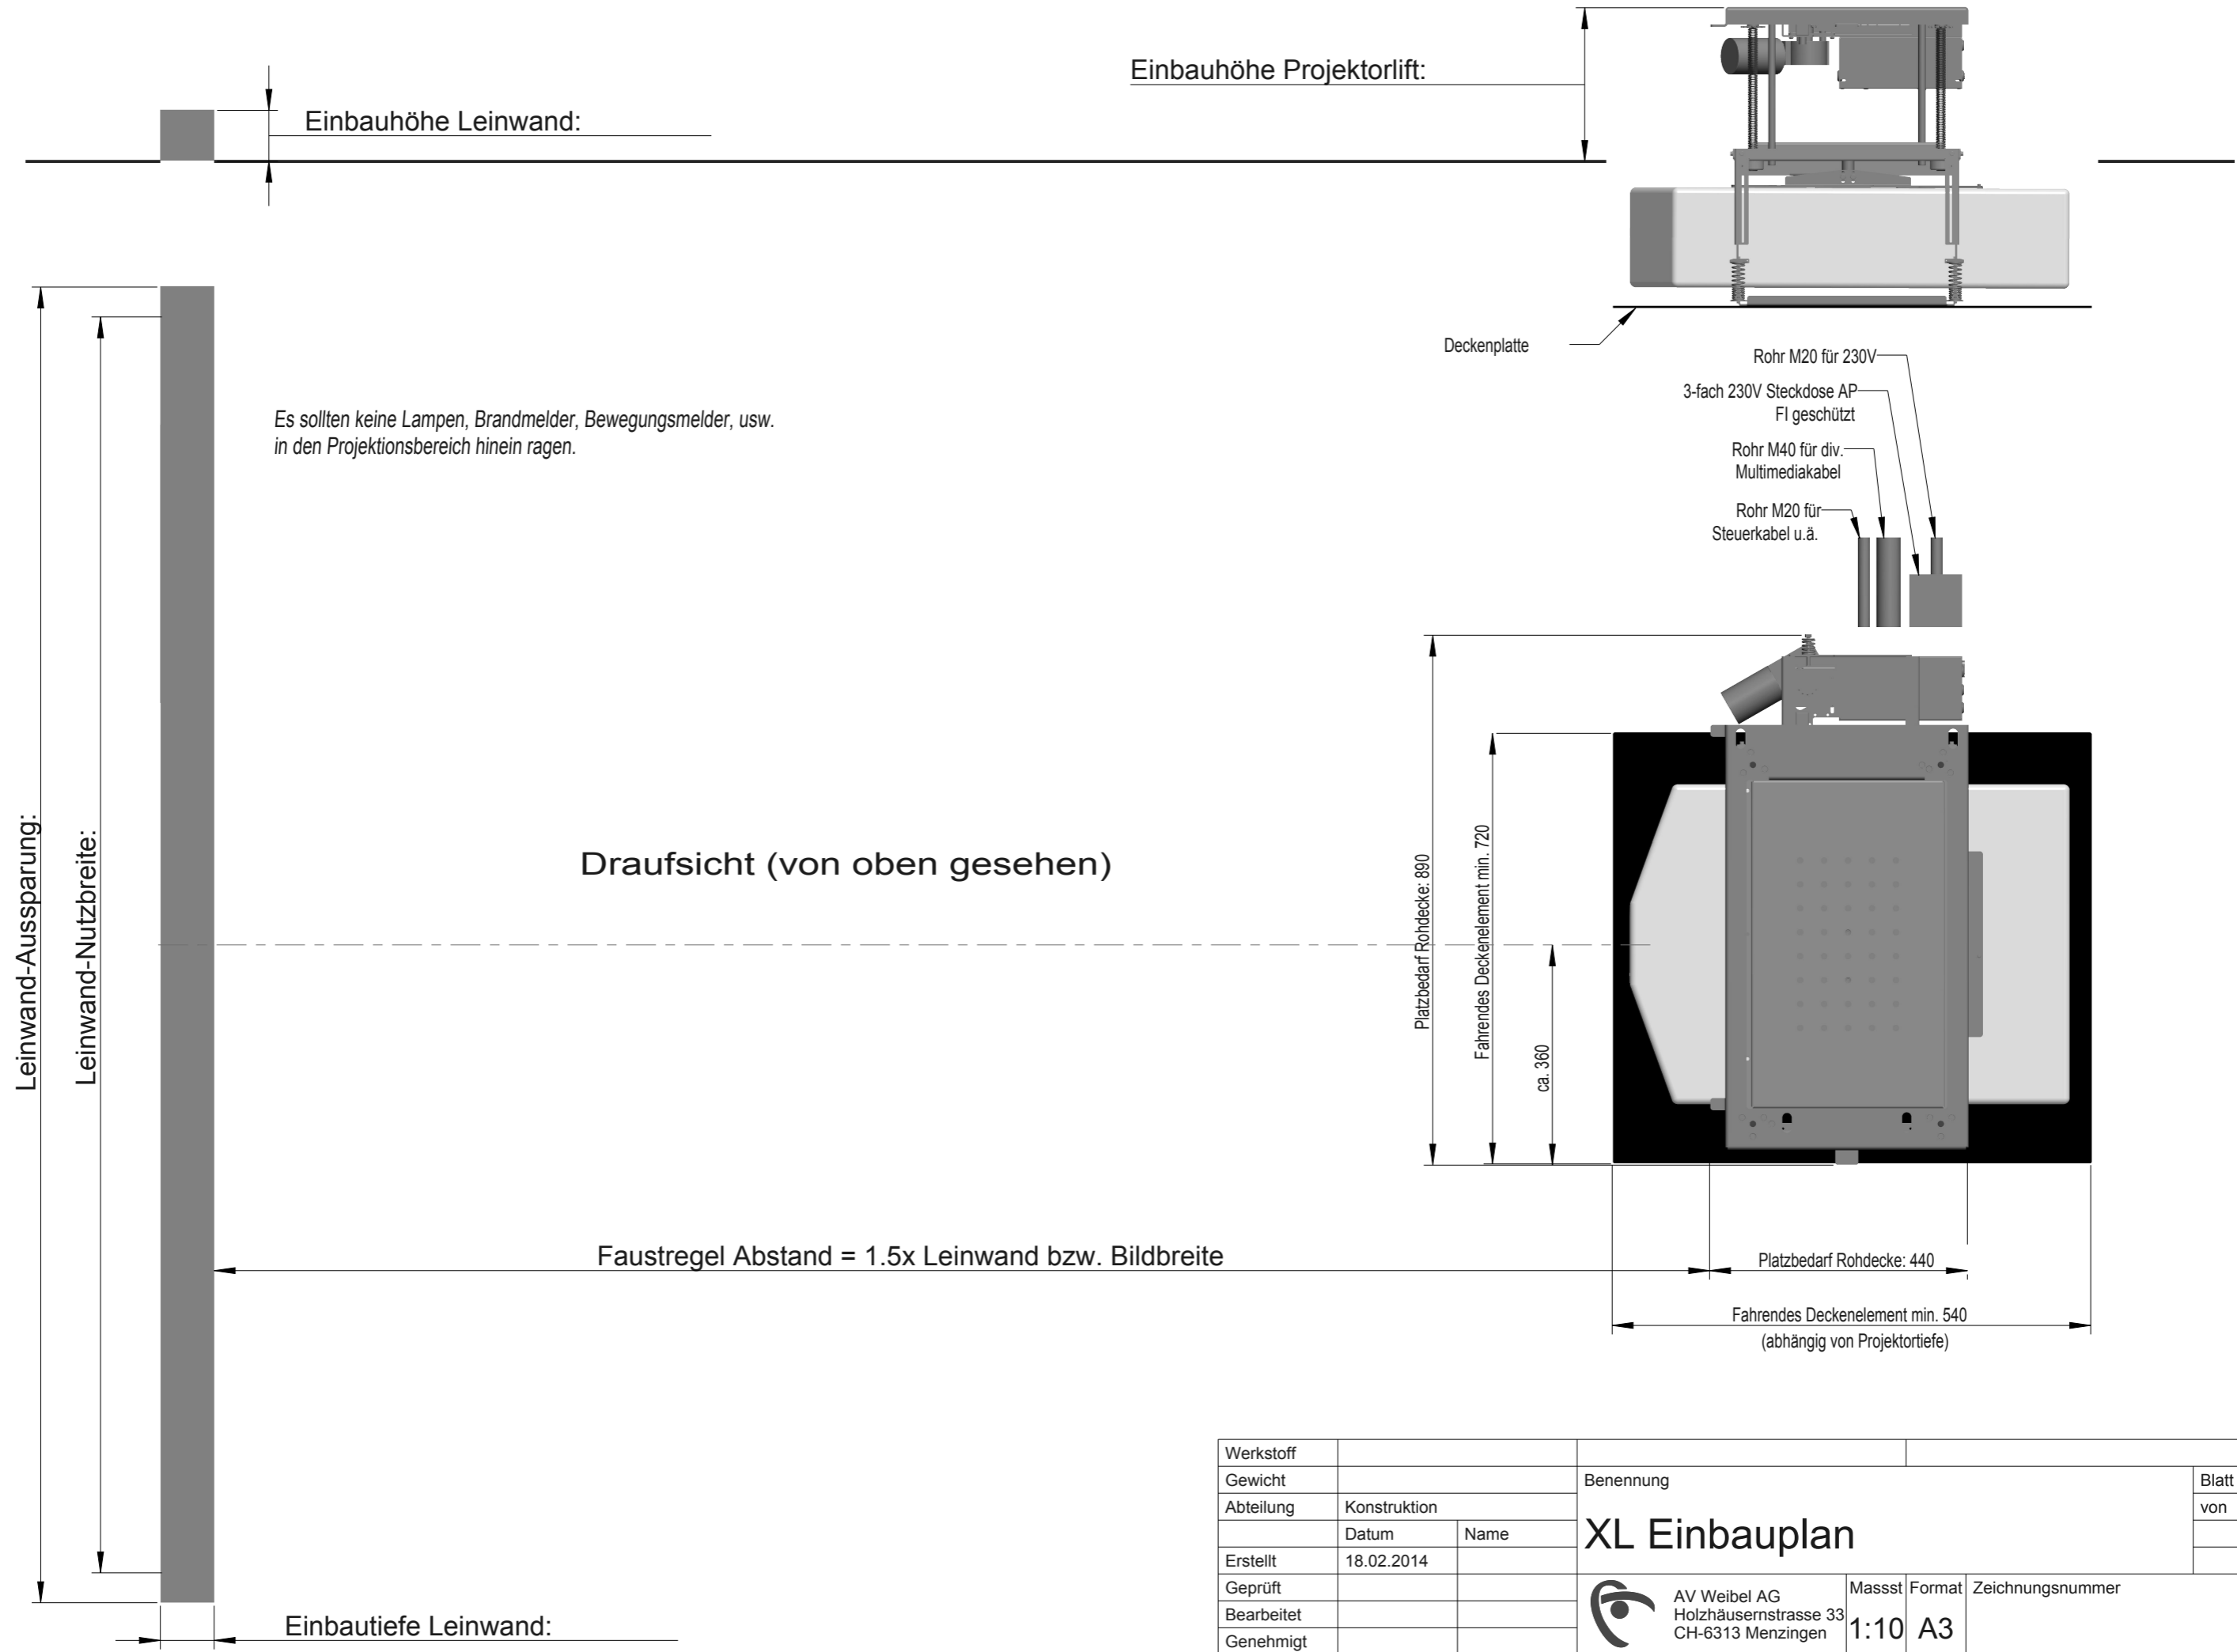 Einbauhöhe Projektorlift:
Einbauhöhe Leinwand:
Deckenplatte
Rohr M20 für 230V
3-fach 230V Steckdose AP
FI geschützt
Rohr M40 für div.
Multimediakabel
Rohr M20 für
Steuerkabel u.ä.
Es sollten keine Lampen, Brandmelder, Bewegungsmelder, usw.
in den Projektionsbereich hinein ragen.
Leinwand-Aussparung:
Leinwand-Nutzbreite:
Draufsicht (von oben gesehen)
Platzbedarf Rohdecke: 890
Fahrendes Deckenelement min. 720
ca. 360
Faustregel Abstand = 1.5x Leinwand bzw. Bildbreite
Platzbedarf Rohdecke: 440
Fahrendes Deckenelement min. 540
(abhängig von Projektortiefe)
Einbautiefe Leinwand:
Werkstoff
Gewicht
Benennung
Blatt
Abteilung
Konstruktion
von
Datum
Name
XL Einbauplan
Erstellt
18.02.2014
Geprüft
Bearbeitet
Genehmigt
AV Weibel AG
Holzhäusernstrasse 33
CH-6313 Menzingen
Massst
Format
Zeichnungsnummer
1:10
A3